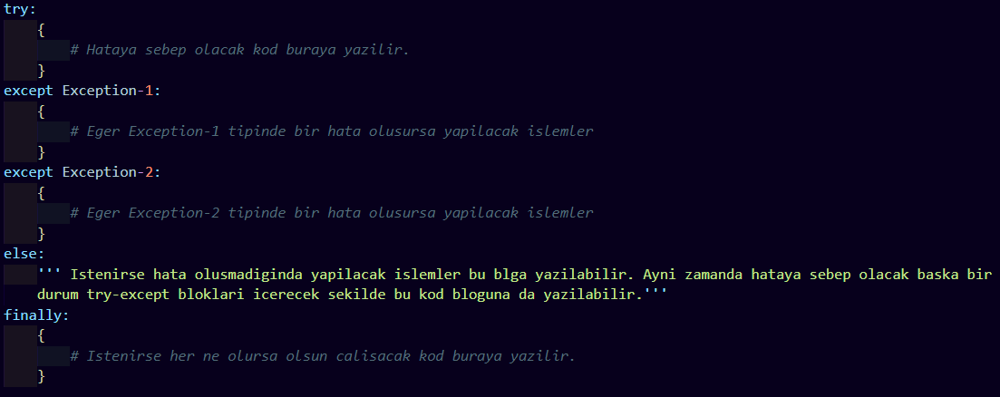 try:
{
# Hataya sebep olacak kod buraya yazilir.
}
except Exception-1:
{
# Eger Exception-1 tipinde bir hata olusursa yapilacak islemler
}
except Exception-2:
{
# Eger Exception-2 tipinde bir hata olusursa yapilacak islemler
}
else:
''' Istenirse hata olusmadiginda yapilacak islemler bu blga yazilabilir. Ayni zamanda hataya sebep olacak baska bir
durum try-except bloklari icerecek sekilde bu kod bloguna da yazilabilir.'''
finally:
{
# Istenirse her ne olursa olsun calisacak kod buraya yazilir.
}